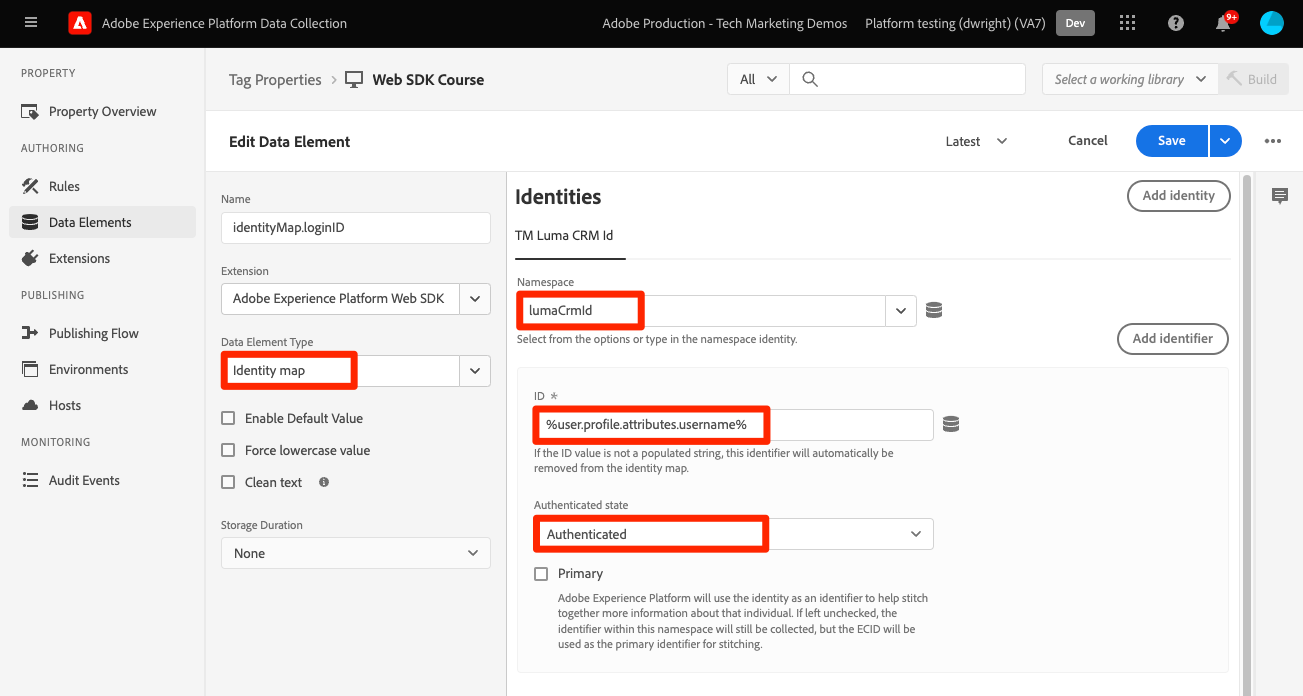 Adobe Experience Platform Data Collection
Adobe Production - Tech Marketing Demos
Platform testing (dwright) (VA7)
Dev
9+
PROPERTY
Property Overview
AUTHORING
Rules
Data Elements
Extensions
PUBLISHING
Publishing Flow
Environments
Hosts
MONITORING
Audit Events
Tag Properties > Web SDK Course
All
Select a working library
Build
Edit Data Element
Latest
Cancel
Save
Name
identityMap.loginID
Extension
Adobe Experience Platform Web SDK
Data Element Type
Identity map
Enable Default Value
Force lowercase value
Clean text
Storage Duration
None
Identities
Add identity
TM Luma CRM Id
Namespace
lumaCrmId
Select from the options or type in the namespace identity.
Add identifier
ID *
%user.profile.attributes.username%
If the ID value is not a populated string, this identifier will automatically be
removed from the identity map.
Authenticated state
Authenticated
Primary
Adobe Experience Platform will use the identity as an identifier to help stitch
together more information about that individual. If left unchecked, the
identifier within this namespace will still be collected, but the ECID will be
used as the primary identifier for stitching.